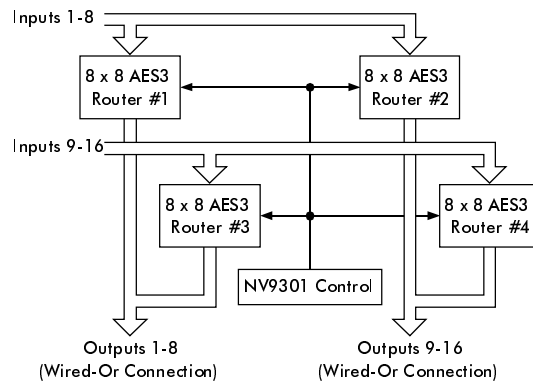 Inputs 1-8
8 x 8 AES3
Router #1
8 x 8 AES3
Router #2
Inputs 9-16
8 x 8 AES3
Router #3
8 x 8 AES3
Router #4
NV9301 Control
Outputs 1-8
(Wired-Or Connection)
Outputs 9-16
(Wired-Or Connection)